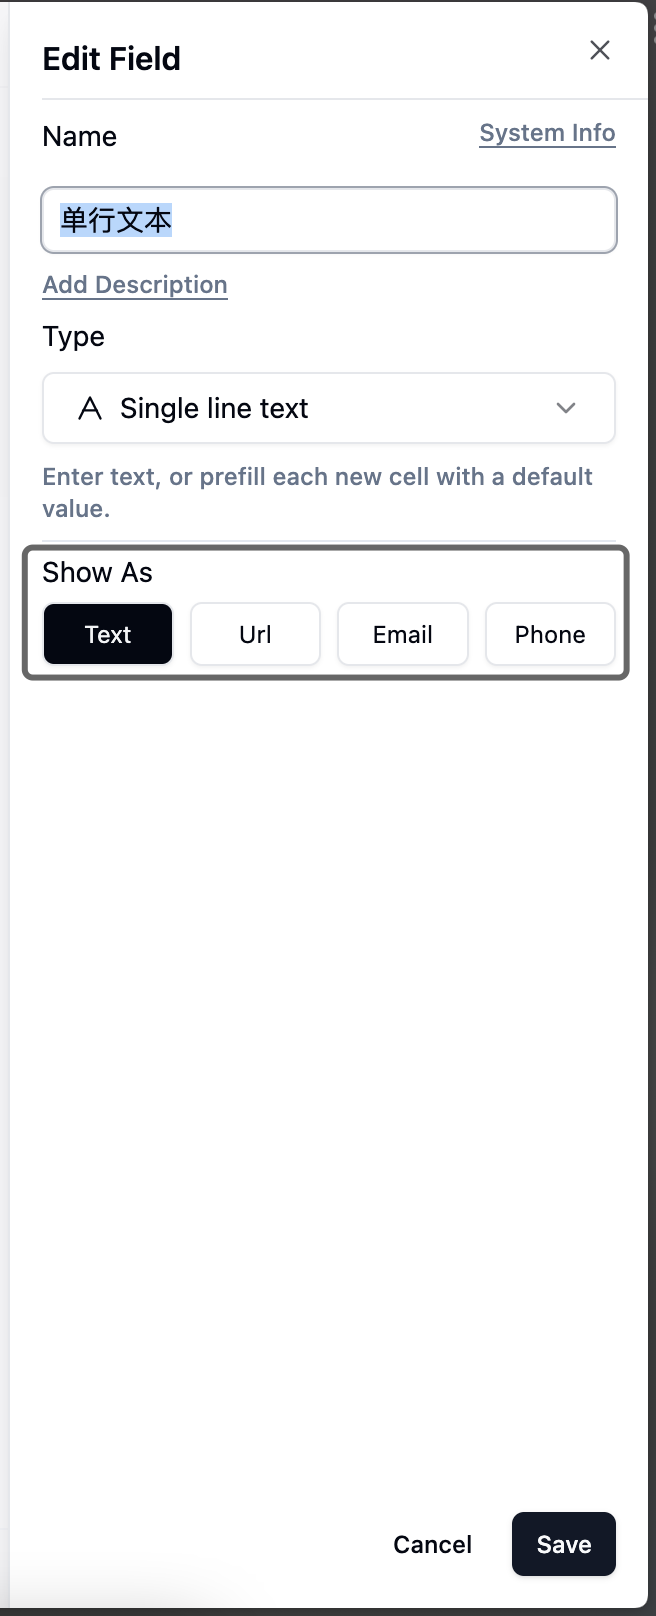 Edit Field
Name
System Info
单行文本
Add Description
Type
Single line text
Enter text, or prefill each new cell with a default
value.
Show As
Text
Url
Email
Phone
Cancel
Save